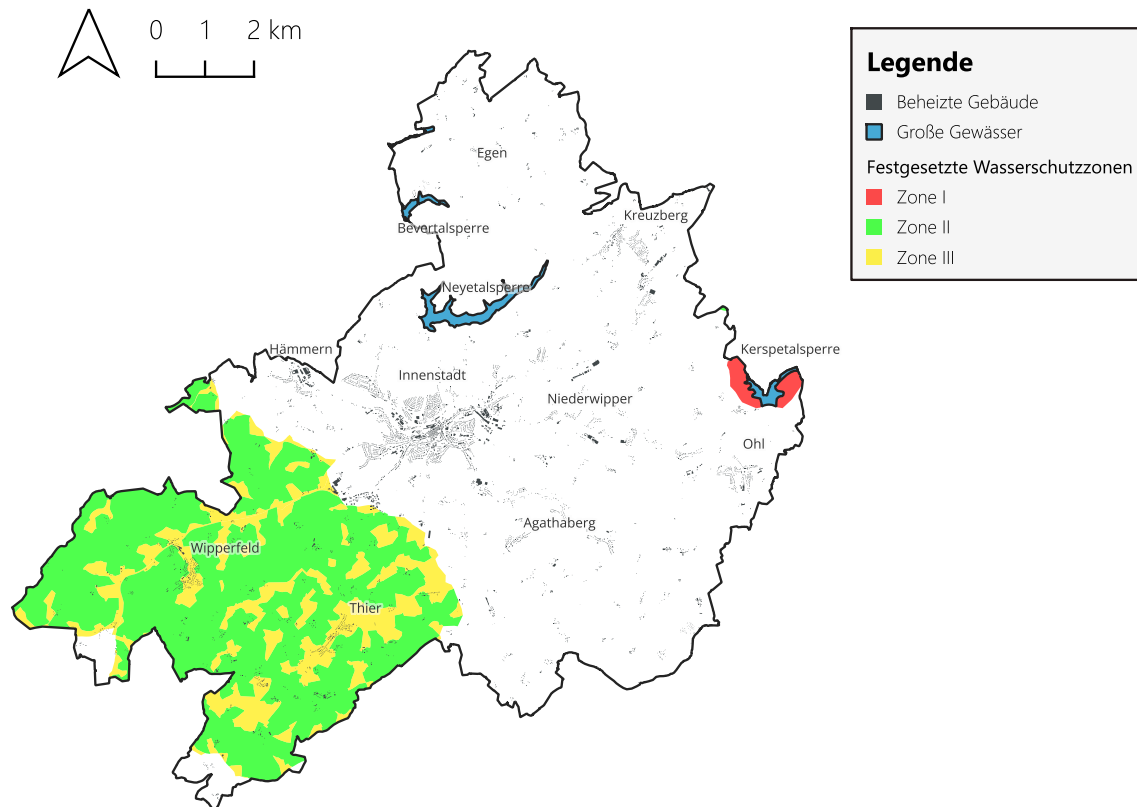 0 1 2 km
Legende
Beheizte Gebäude
Große Gewässer
Festgesetzte Wasserschutzzonen
Zone I
Zone II
Zone III
Egen
Kreuzberg
Bevertalsperre
Neyetalsperre
Hämmern
Kerspetalsperre
Innenstadt
Niederwipper
Ohl
Agathaberg
Wipperfeld
Thier